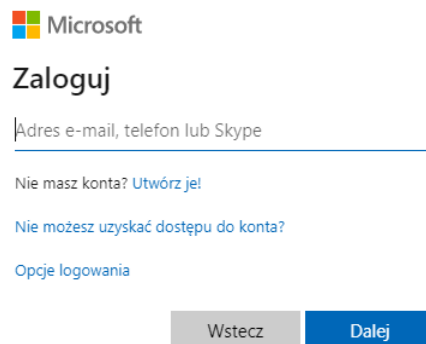 Microsoft
Zaloguj
Adres e-mail, telefon lub Skype
Nie masz konta? Utwórz je!
Nie możesz uzyskać dostępu do konta?
Opcje logowania
Wstecz Dalej